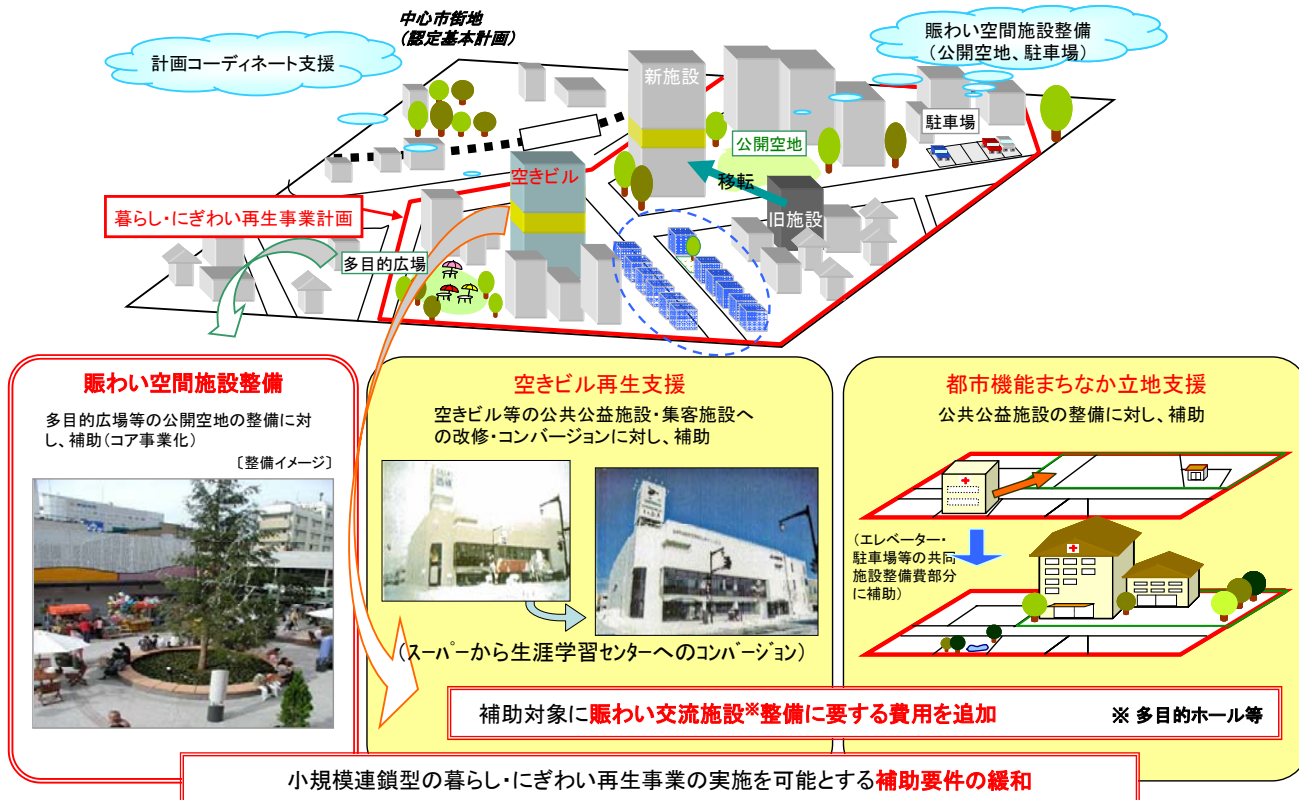 中心市街地
(認定基本計画)
計画コーディネート支援
賑わい空間施設整備
(公開空地、駐車場)
新施設
駐車場
公開空地
空きビル
移転
旧施設
暮らし・にぎわい再生事業計画
多目的広場
賑わい空間施設整備
多目的広場等の公開空地の整備に対
し、補助(コア事業化)
〔整備イメージ〕
空きビル再生支援
空きビル等の公共公益施設・集客施設へ
の改修・コンバージョンに対し、補助
(スーパーから生涯学習センターへのコンバージョン)
都市機能まちなか立地支援
公共公益施設の整備に対し、補助
(エレベーター・
駐車場等の共同
施設整備費部分
に補助)
補助対象に賑わい交流施設※整備に要する費用を追加
※ 多目的ホール等
小規模連鎖型の暮らし・にぎわい再生事業の実施を可能とする補助要件の緩和